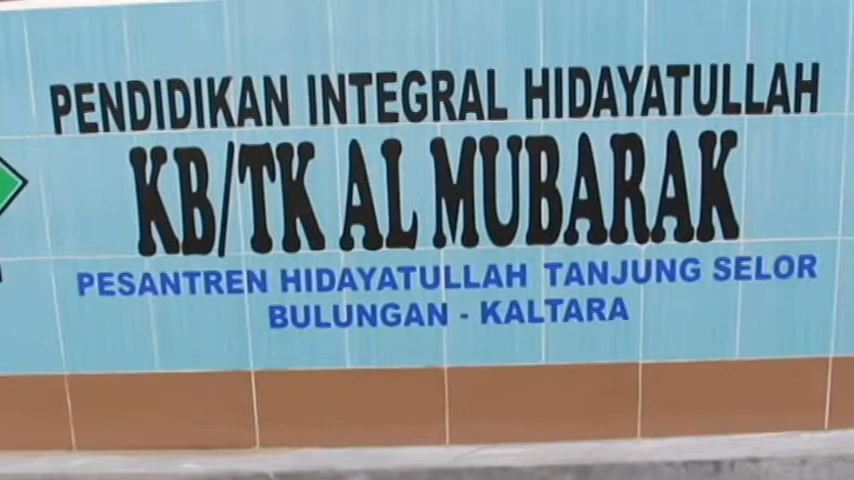 PENDIDIKAN INTEGRAL HIDAYATULLAH
KB/TK AL MUBARAK
PESANTREN HIDAYATULLAH TANJUNG SELOR
BULUNGAN - KALTARA